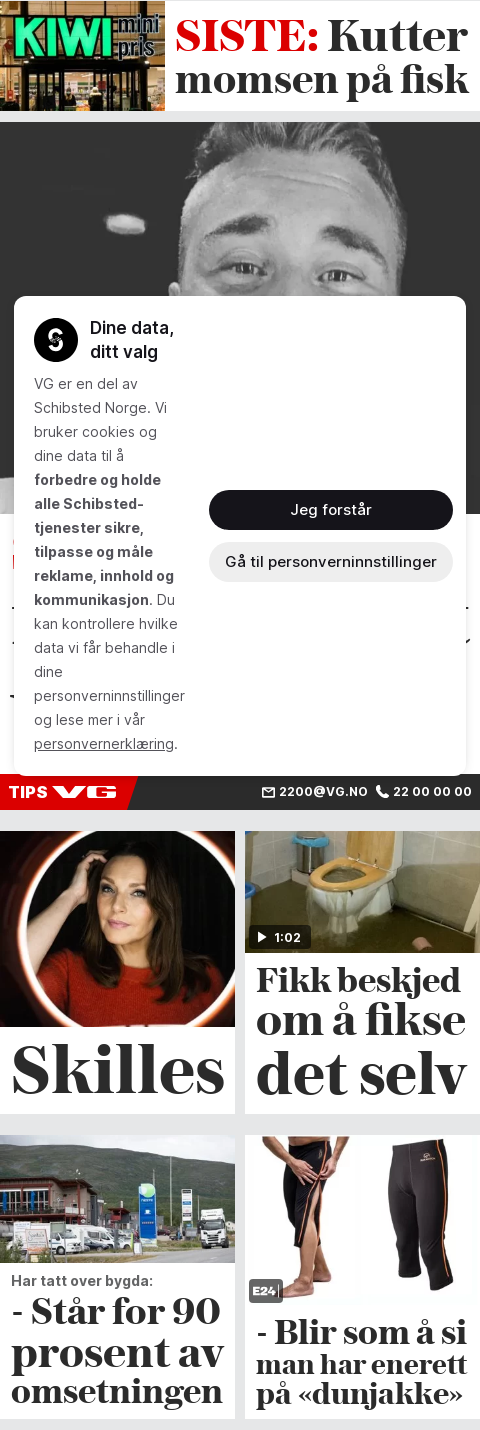 KIWI mini pris
SISTE: Kutter
momsen på fisk
Dine data,
ditt valg
VG er en del av
Schibsted Norge. Vi
bruker cookies og
dine data til å
forbedre og holde
alle Schibsted-
tjenester sikre,
tilpasse og måle
reklame, innhold og
kommunikasjon. Du
kan kontrollere hvilke
data vi får behandle i
dine
personverninnstillinger
og lese mer i vår
personvernerklæring.
Jeg forstår
Gå til personverninnstillinger
TIPS VG
2200@VG.NO 22 00 00 00
Skilles
1:02
Fikk beskjed
om å fikse
det selv
Har tatt over bygda:
- Står for 90
prosent av
omsetningen
E24
- Blir som å si
man har enerett
på «dunjakke»